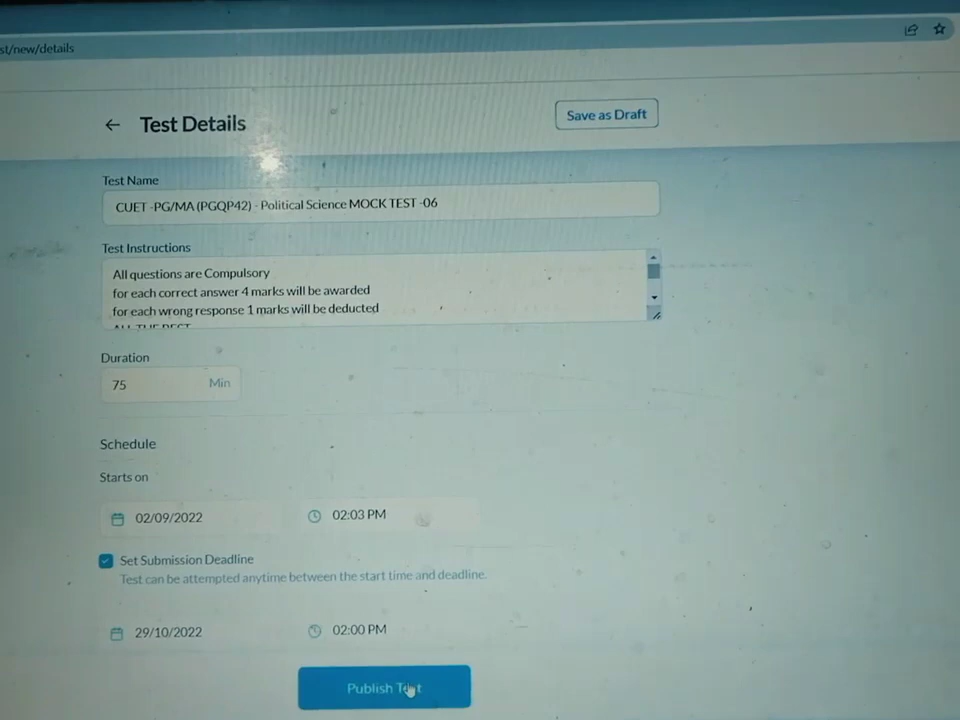 st/new/details
Test Details
Save as Draft
Test Name
CUET -PG/MA (PGQP42) - Political Science MOCK TEST -06
Test Instructions
All questions are Compulsory
for each correct answer 4 marks will be awarded
for each wrong response 1 marks will be deducted
Duration
75 Min
Schedule
Starts on
02/09/2022 02:03 PM
Set Submission Deadline
Test can be attempted anytime between the start time and deadline.
29/10/2022 02:00 PM
Publish Test